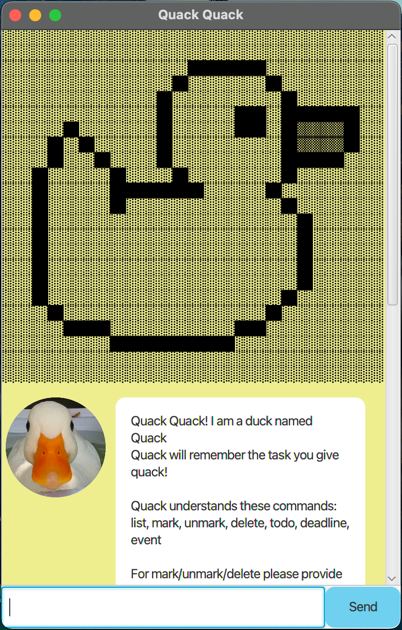 Quack Quack
Quack Quack! I am a duck named
Quack
Quack will remember the task you give
quack!
Quack understands these commands:
list, mark, unmark, delete, todo, deadline,
event
For mark/unmark/delete please provide
Send